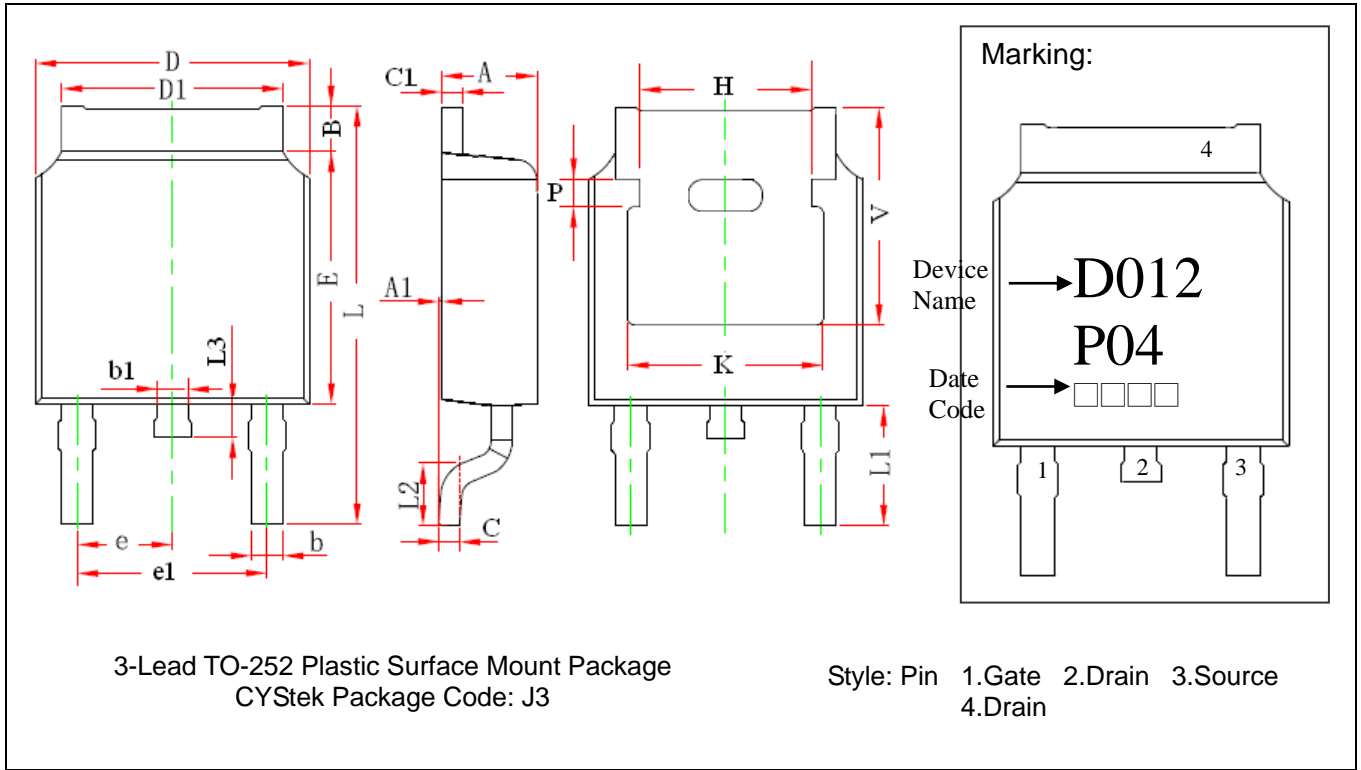 D
D1
B
E
L
L3
b1
e
e1
b
C1
A
A1
L2
C
H
P
V
K
L1
Marking:
4
Device
Name
D012
P04
Date
Code
□□□□
1
2
3
3-Lead TO-252 Plastic Surface Mount Package
CYStek Package Code: J3
Style: Pin 1.Gate 2.Drain 3.Source
4.Drain